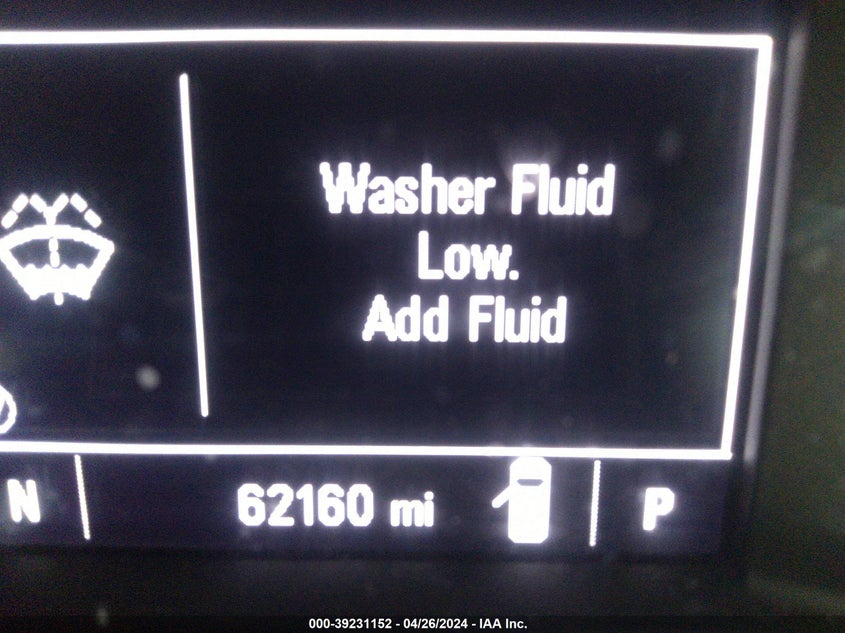 Washer Fluid
Low.
Add Fluid
N
62160 mi
P
000-39231152 - 04/26/2024 - IAA Inc.